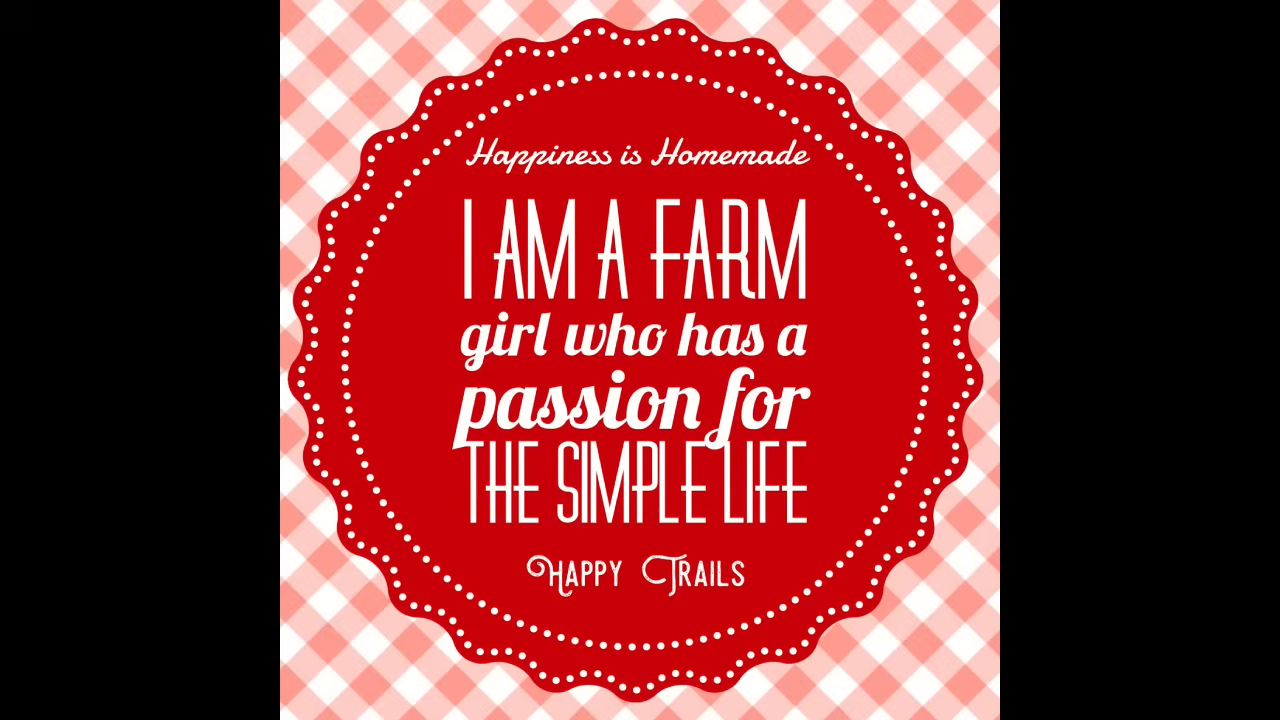 Happiness is Homemade
I AM A FARM
girl who has a
passion for
THE SIMPLE LIFE
HAPPY TRAILS